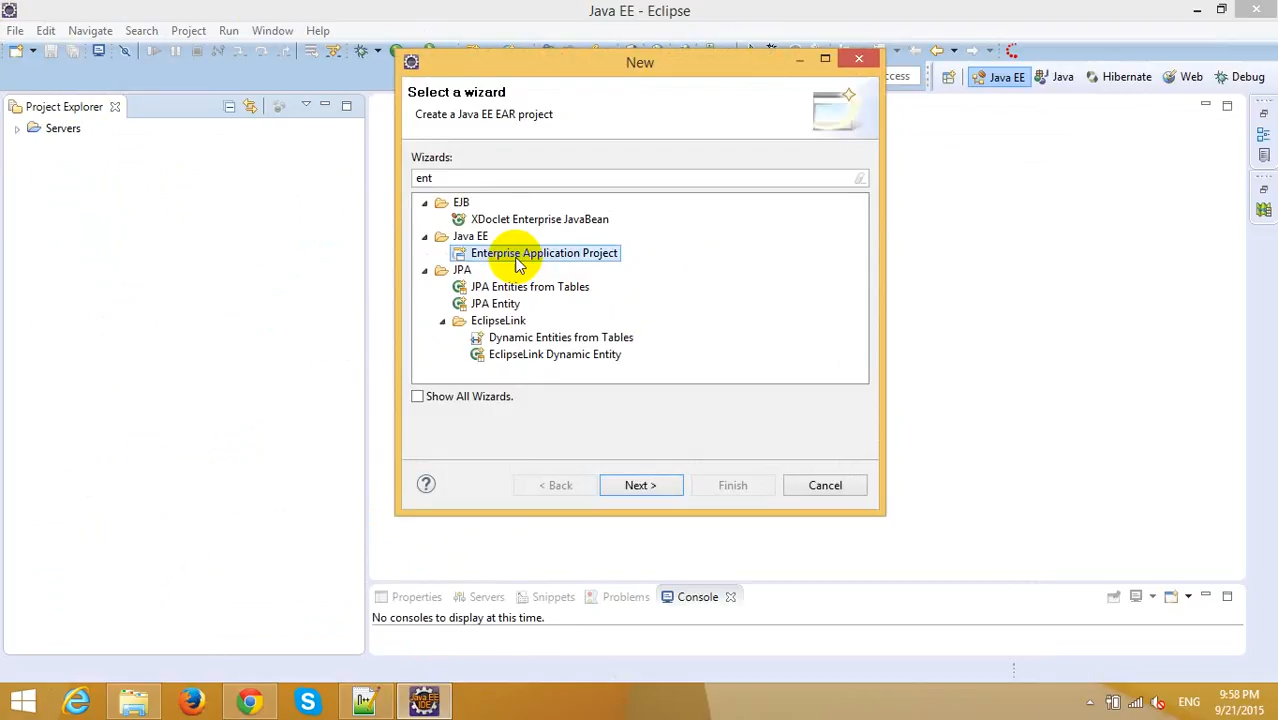 Java EE - Eclipse
File Edit Navigate Search Project Run Window Help
New
Select a wizard
Create a Java EE EAR project
cess Java EE Java Hibernate Web Debug
Project Explorer
Servers
Wizards:
ent
EJB
XDoclet Enterprise JavaBean
Java EE
Enterprise Application Project
JPA
JPA Entities from Tables
JPA Entity
EclipseLink
Dynamic Entities from Tables
EclipseLink Dynamic Entity
Show All Wizards.
? < Back Next > Finish Cancel
Properties Servers Snippets Problems Console
No consoles to display at this time.
Java EE
IDE
ENG
9:58 PM
9/21/2015